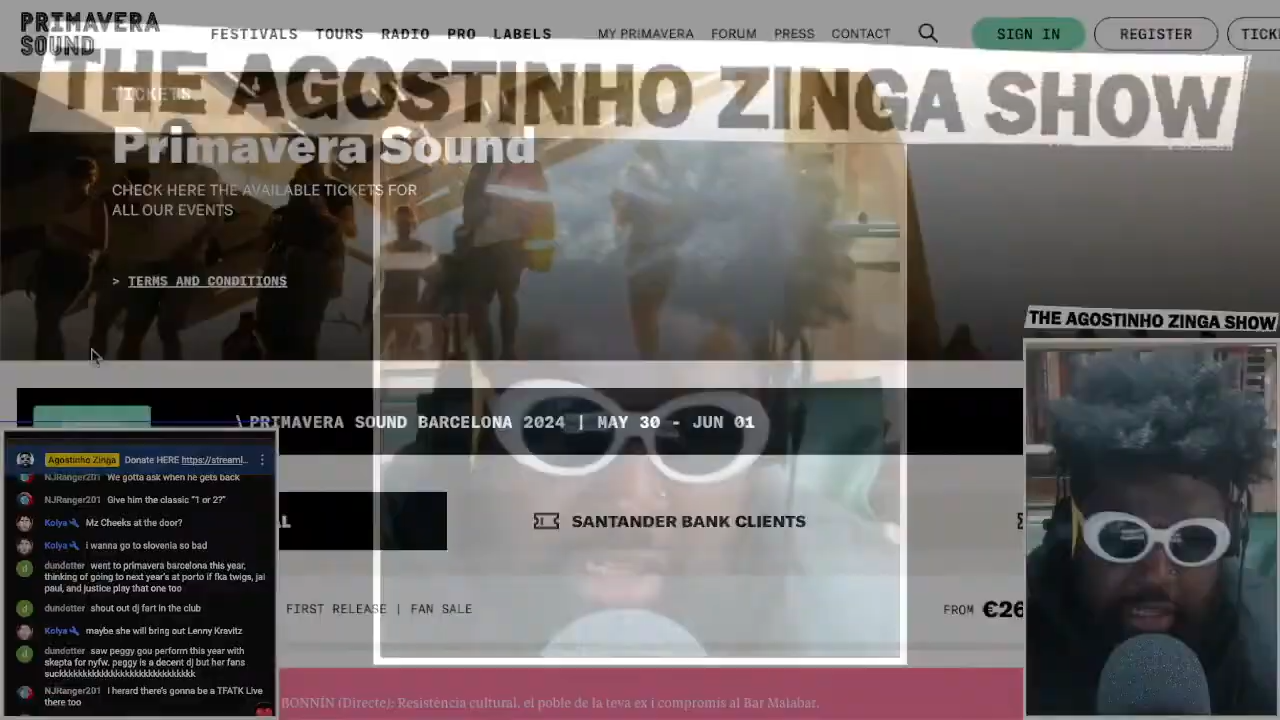 PRIMAVERA
SOUND
FESTIVALS TOURS RADIO PRO LABELS
MY PRIMAVERA FORUM PRESS CONTACT
SIGN IN
REGISTER
THE AGOSTINHO ZINGA SHOW
TICKETS
Primavera Sound
CHECK HERE THE AVAILABLE TICKETS FOR
ALL OUR EVENTS
> TERMS AND CONDITIONS
THE AGOSTINHO ZINGA SHOW
\ PRIMAVERA SOUND BARCELONA 2024 | MAY 30 - JUN 01
SANTANDER BANK CLIENTS
FIRST RELEASE | FAN SALE
FROM €26
Agostinho Zinga Donate HERE https://streaml...
NJRanger201 We gotta ask when he gets back
NJRanger201 Give him the classic "1 or 2?"
Kolya Mz Cheeks at the door?
Kolya i wanna go to slovenia so bad
dundotter went to primavera barcelona this year,
thinking of going to next year's at porto if fka twigs, jai
paul, and justice play that one too
dundotter shout out dj fart in the club
Kolya maybe she will bring out Lenny Kravitz
dundotter saw peggy gou perform this year with
skepta for nyfw. peggy is a decent dj but her fans
NJRanger201 I herard there's gonna be a TFATK Live
there too
BONNÍN (Directe): Resistència cultural, el poble de la teva ex i compromís al Bar Malabar.